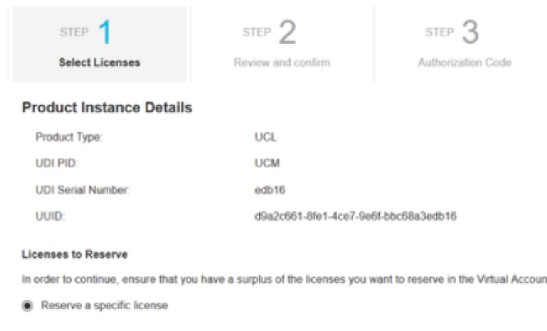 STEP 1 STEP 2 STEP 3
Select Licenses Review and confirm Authorization Code
Product Instance Details
Product Type: UCL
UDI PID: UCM
UDI Serial Number: edb16
UUID: d9a2c661-8fe1-4ce7-9e6f-bbc68a3edb16
Licenses to Reserve
In order to continue, ensure that you have a surplus of the licenses you want to reserve in the Virtual Accoun
Reserve a specific license